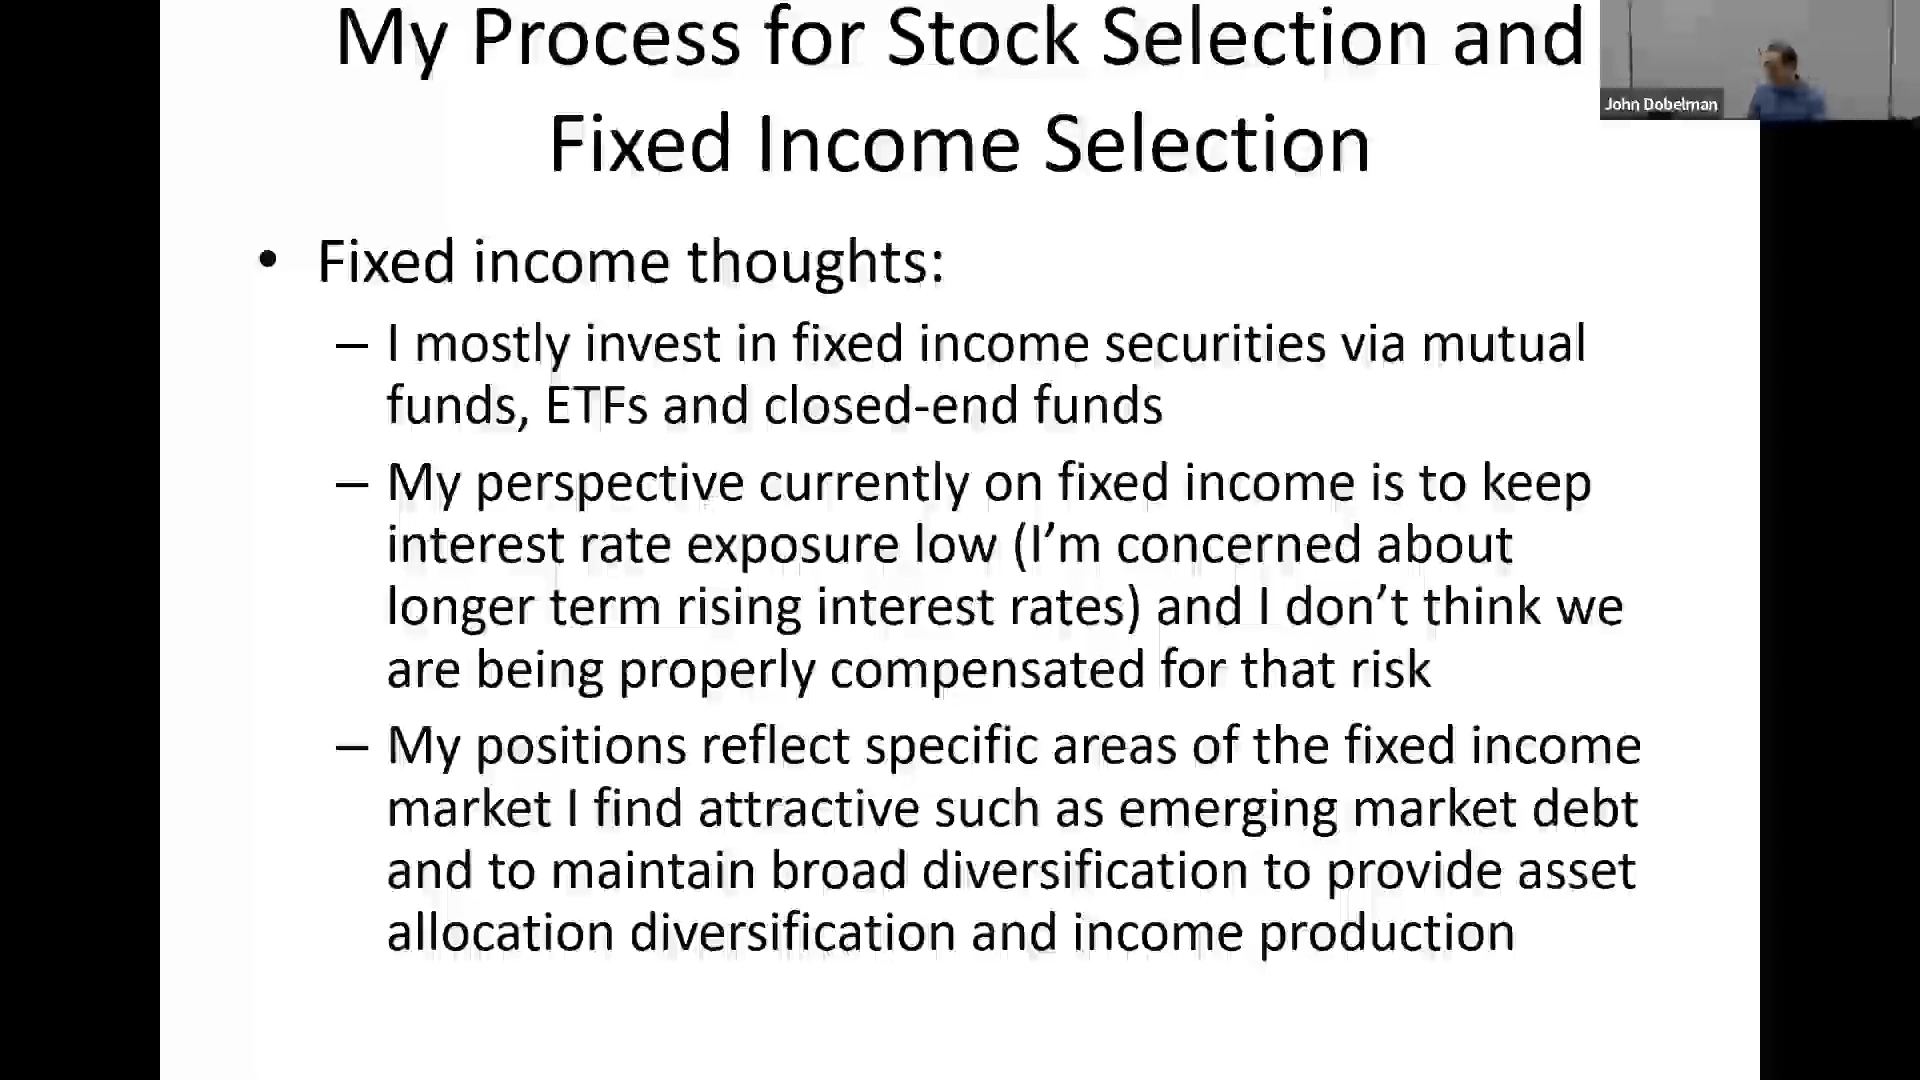 My Process for Stock Selection and
Fixed Income Selection
John Dobelman
• Fixed income thoughts:
– I mostly invest in fixed income securities via mutual
funds, ETFs and closed-end funds
– My perspective currently on fixed income is to keep
interest rate exposure low (I’m concerned about
longer term rising interest rates) and I don’t think we
are being properly compensated for that risk
– My positions reflect specific areas of the fixed income
market I find attractive such as emerging market debt
and to maintain broad diversification to provide asset
allocation diversification and income production